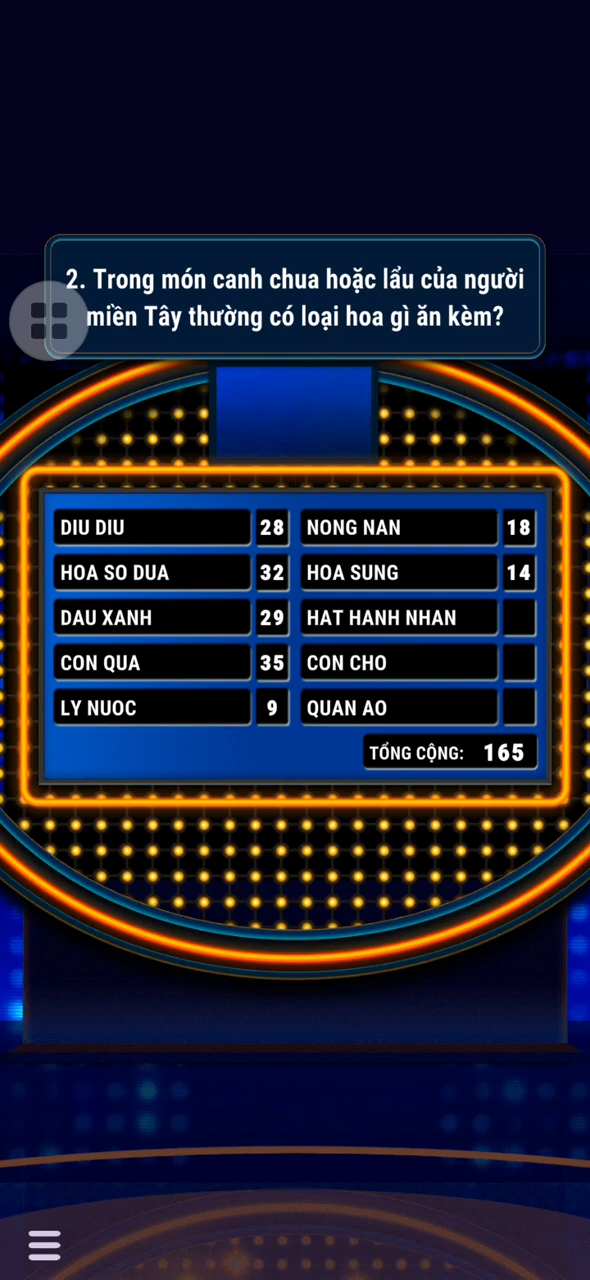 2. Trong món canh chua hoặc lẩu của người
miền Tây thường có loại hoa gì ăn kèm?
DIU DIU 28 NONG NAN 18
HOA SO DUA 32 HOA SUNG 14
DAU XANH 29 HAT HANH NHAN
CON QUA 35 CON CHO
LY NUOC 9 QUAN AO
TỔNG CỘNG: 165